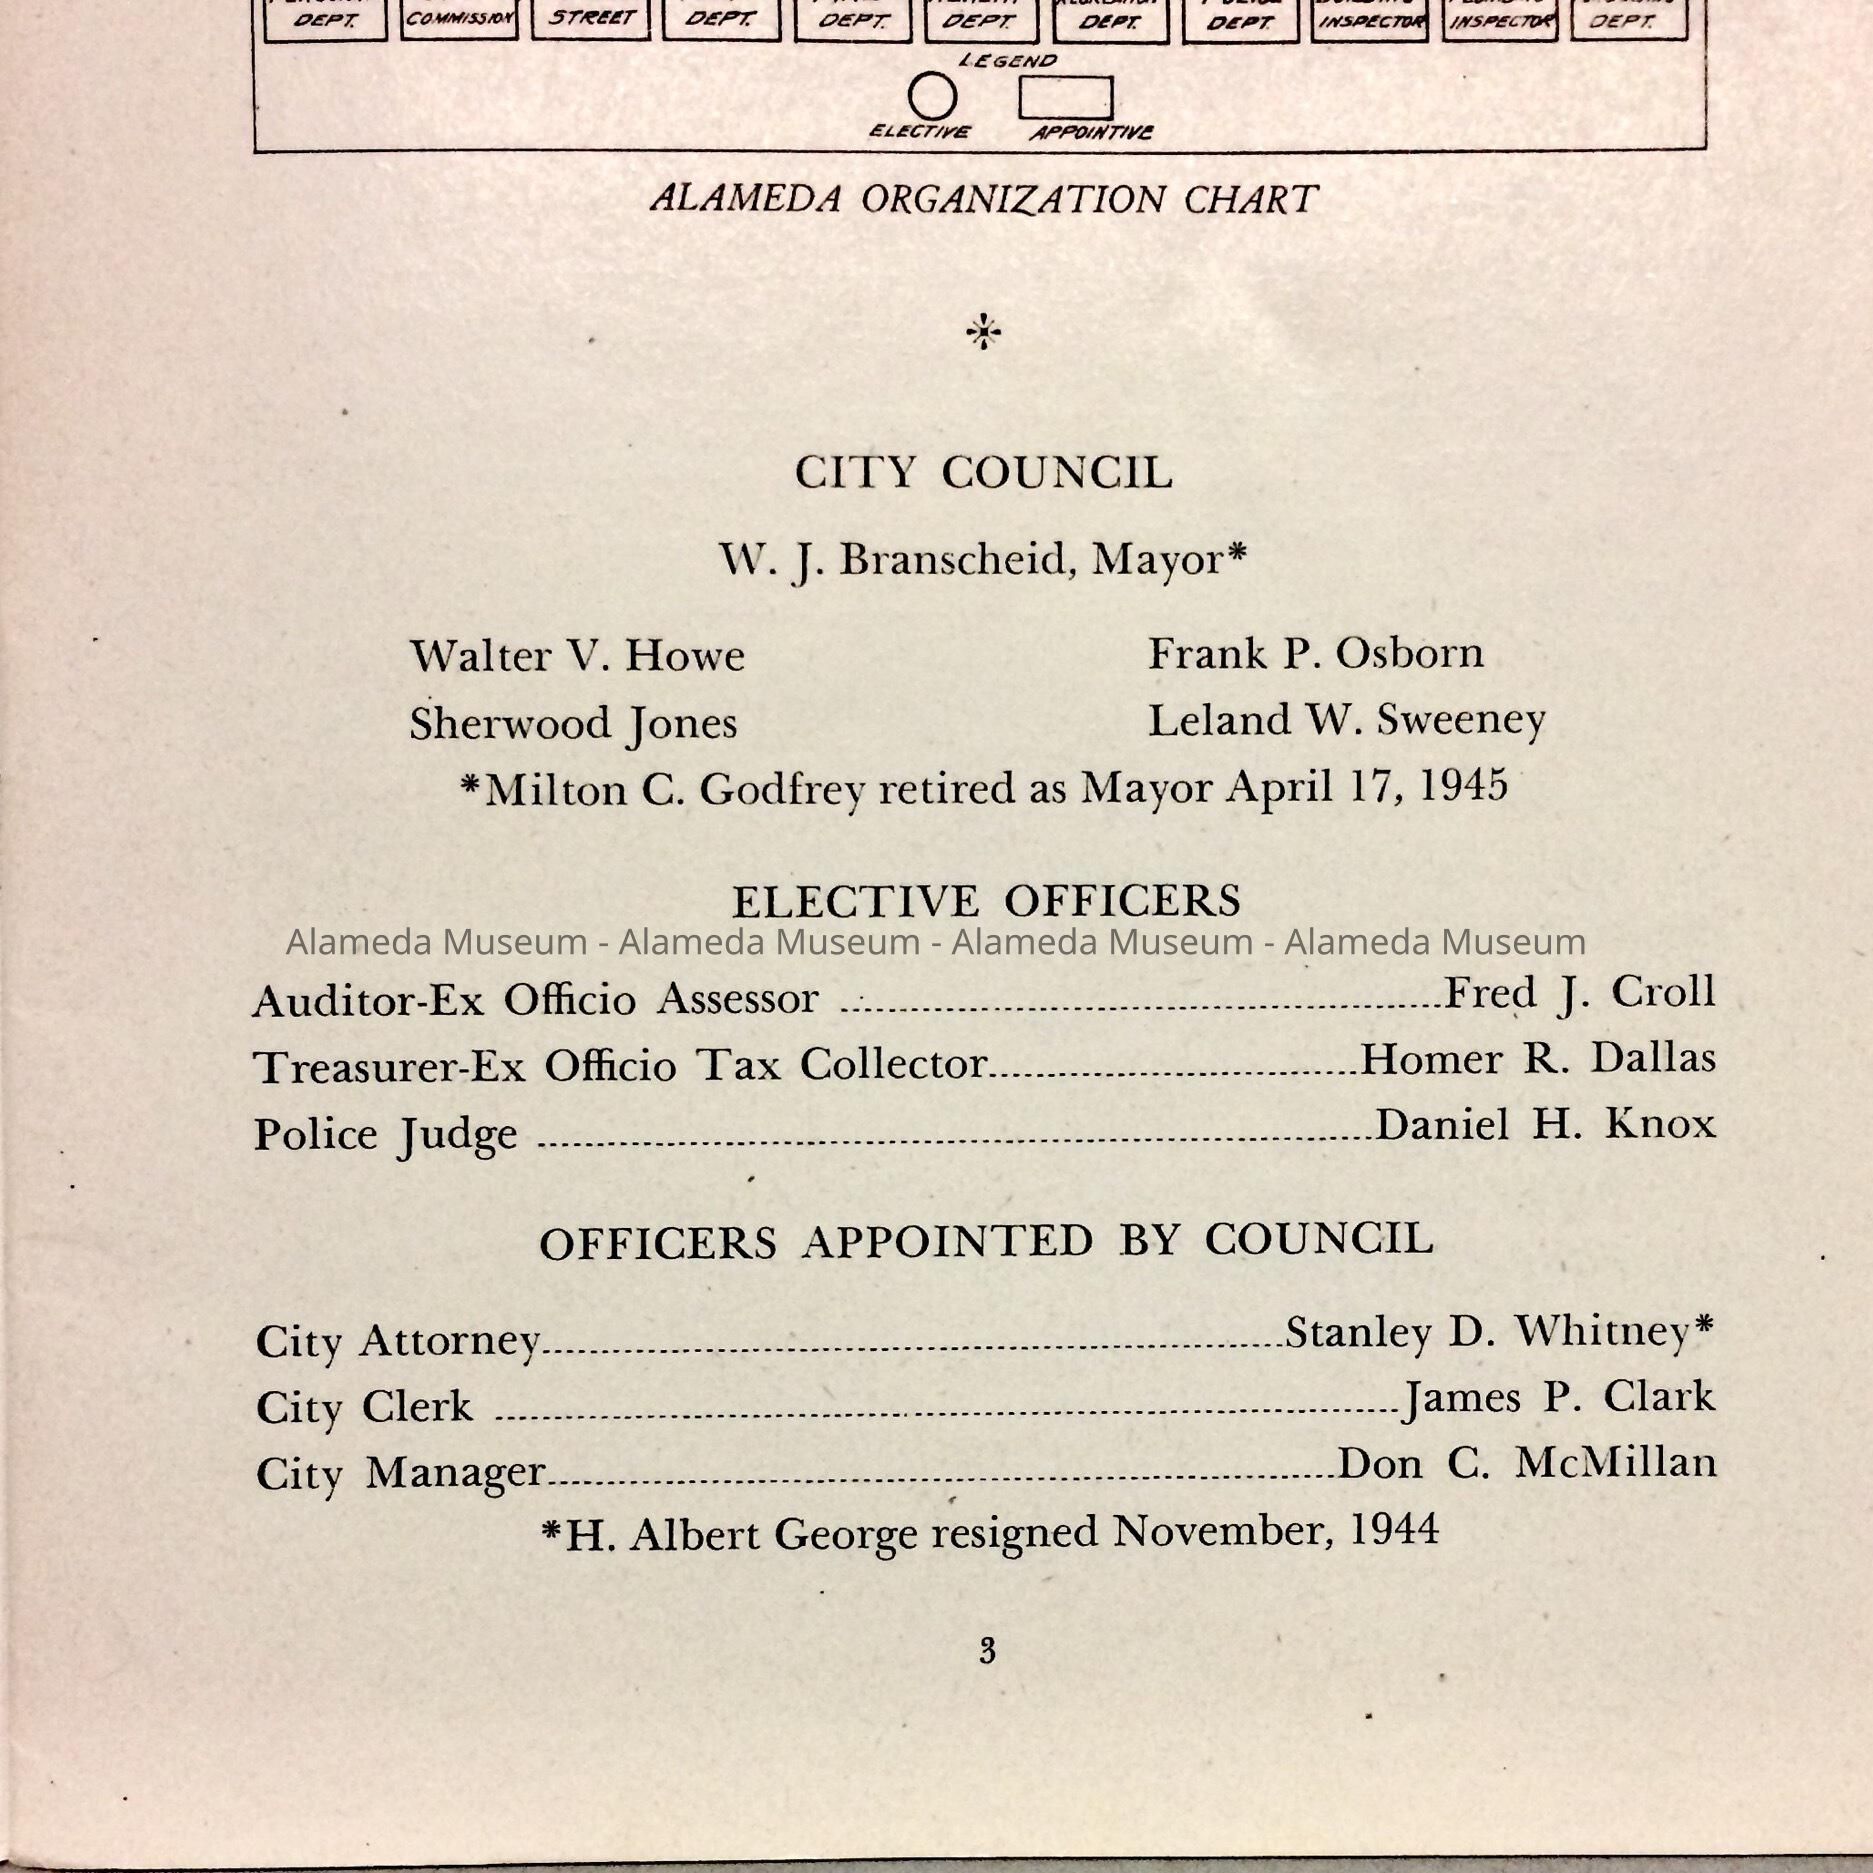 DEPT. COMMISSION STREET DEPT. DEPT. DEPT. DEPT. DEPT. INSPECTOR INSPECTOR DEPT.
LEGEND
ELECTIVE APPOINTIVE
ALAMEDA ORGANIZATION CHART
CITY COUNCIL
W. J. Branscheid, Mayor*
Walter V. Howe Frank P. Osborn
Sherwood Jones Leland W. Sweeney
*Milton C. Godfrey retired as Mayor April 17, 1945
ELECTIVE OFFICERS
Alameda Museum - Alameda Museum - Alameda Museum - Alameda Museum
Auditor-Ex Officio Assessor ........ Fred J. Croll
Treasurer-Ex Officio Tax Collector ........ Homer R. Dallas
Police Judge ........ Daniel H. Knox
OFFICERS APPOINTED BY COUNCIL
City Attorney ........ Stanley D. Whitney*
City Clerk ........ James P. Clark
City Manager ........ Don C. McMillan
*H. Albert George resigned November, 1944
3